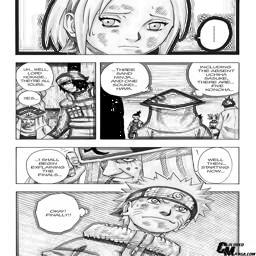 ...............
INCLUDING
THE ABSENT
UCHIHA
SASUKE,
THERE ARE...
FIVE
KONOHA...
...THREE
SAND
NINJA...
AND ONE
SOUND...
HMM.
UH... WELL,
LORD
HOKAGE...
THEY'RE
ALL
YOURS.
YES...
WELL
THEN...
STARTING
NOW...
...I SHALL
BEGIN
EXPLAINING
THE
FINALS...
OKAY!
FINALLY!!